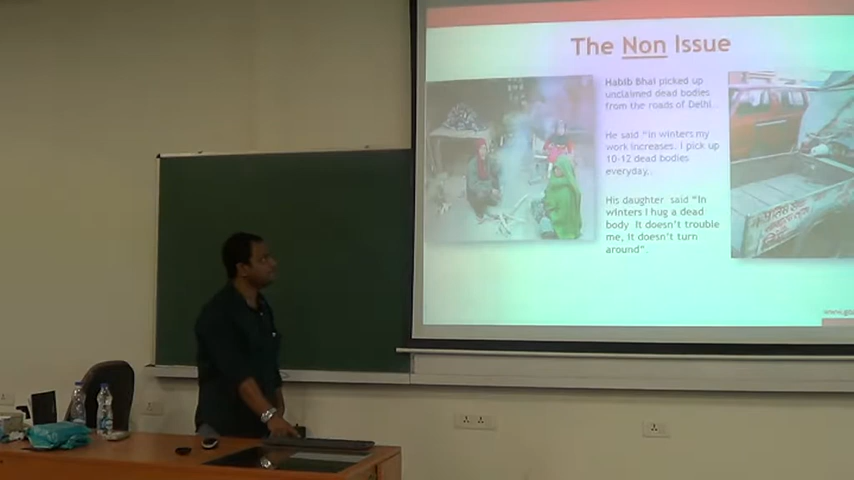 The Non Issue
Habib Bhai picked up
unclaimed dead bodies
from the roads of Delhi..
He said “In winters my
work increases. I pick up
10-12 dead bodies
everyday..
His daughter said “In
winters I hug a dead
body It doesn’t trouble
me, it doesn’t turn
around”.